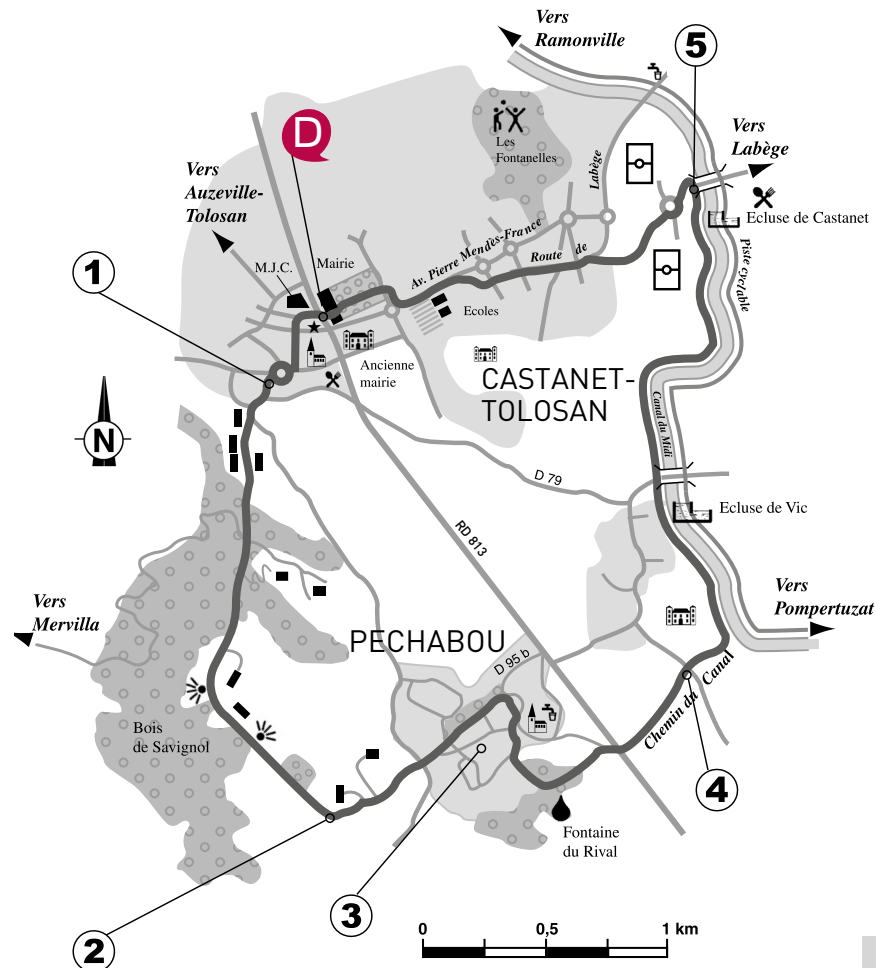 Vers
Ramonville
5
D
Les
Fontanelles
Labège
Vers
Labège
Vers
Auzeville-
Tolosan
Ecluse de Castanet
M.J.C.
Mairie
Av. Pierre Mendès-France
Route de
Piste cyclable
1
Ecoles
Ancienne
mairie
CASTANET-
TOLOSAN
Canal du Midi
N
D 79
Ecluse de Vic
RD 813
Vers
Mervilla
Vers
Pompertuzat
PECHABOU
D 95 b
Chemin du Canal
Bois
de Savignol
4
Fontaine
du Rival
3
2
0
0,5
1 km